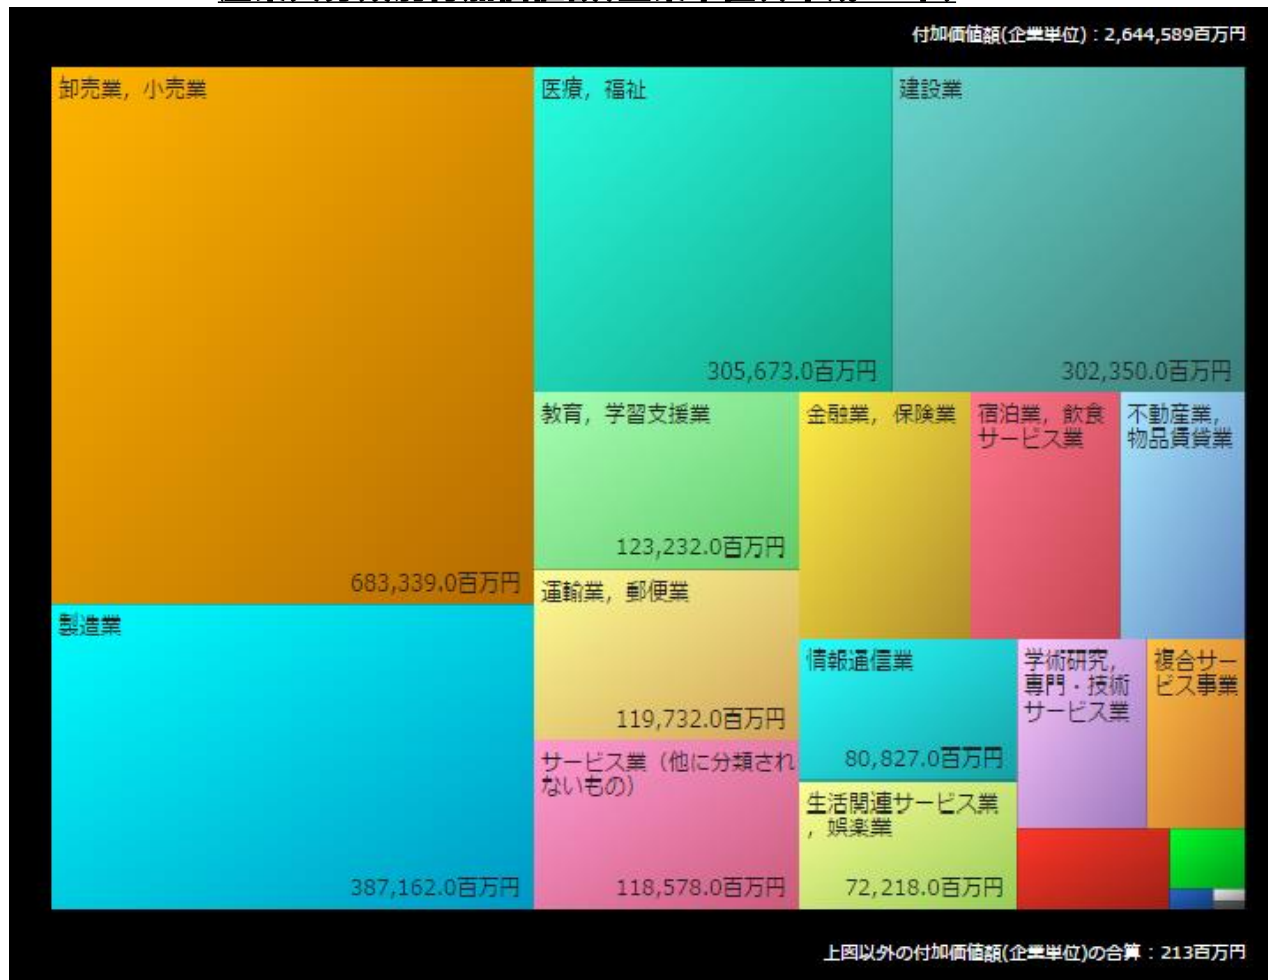 付加価値額(企業単位)：2,644,589百万円
卸売業，小売業
683,339.0百万円
製造業
387,162.0百万円
医療，福祉
305,673.0百万円
建設業
302,350.0百万円
教育，学習支援業
123,232.0百万円
運輸業，郵便業
119,732.0百万円
サービス業（他に分類され
ないもの）
118,578.0百万円
金融業，保険業
宿泊業，飲食
サービス業
不動産業，
物品賃貸業
情報通信業
80,827.0百万円
生活関連サービス業
，娯楽業
72,218.0百万円
学術研究，
専門・技術
サービス業
複合サー
ビス事業
上図以外の付加価値額(企業単位)の合算：213百万円